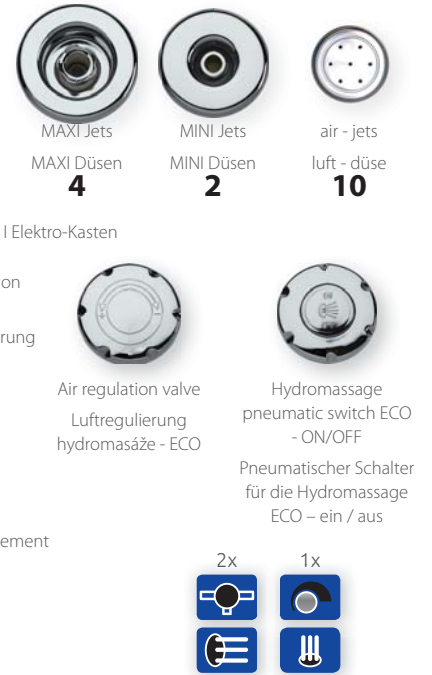 MAXI Jets
MAXI Düsen
4
MINI Jets
MINI Düsen
2
air - jets
luft - düse
10
l Elektro-Kasten
on
rung
Air regulation valve
Luftregulierung
hydromasáže - ECO
Hydromassage
pneumatic switch ECO
- ON/OFF
Pneumatischer Schalter
für die Hydromassage
ECO – ein / aus
ement
2x
1x